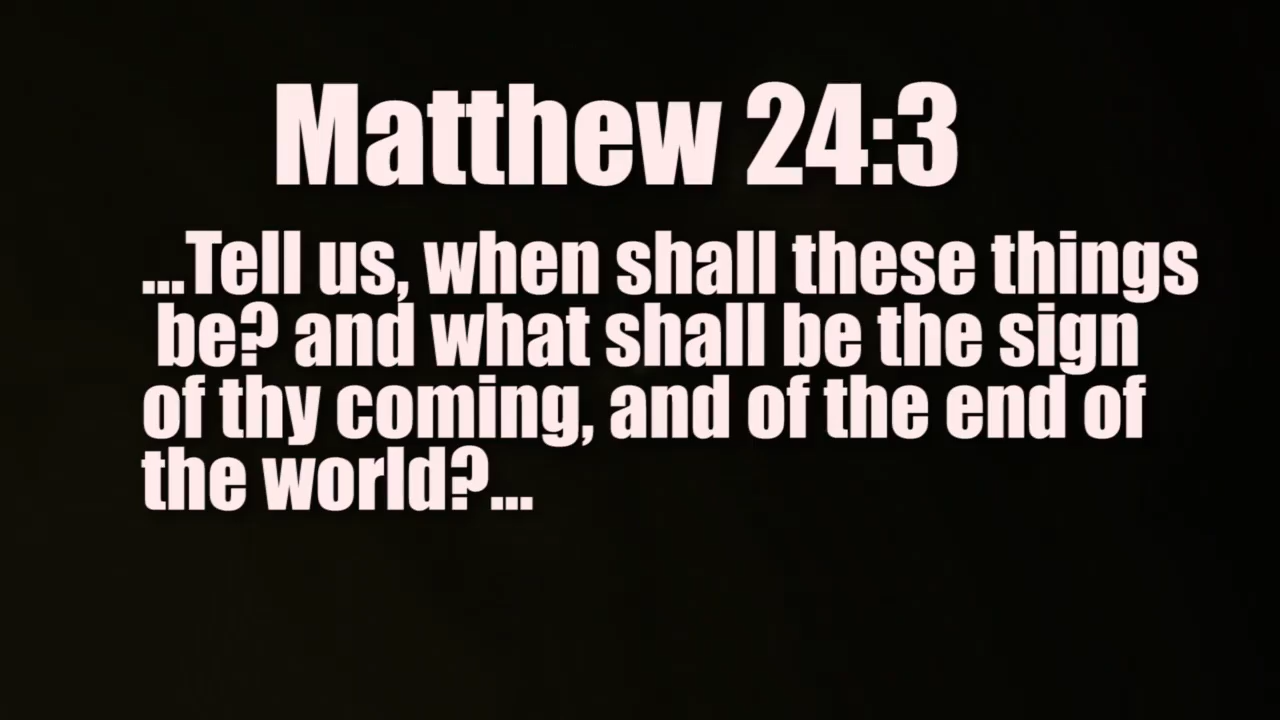 Matthew 24:3
...Tell us, when shall these things
be? and what shall be the sign
of thy coming, and of the end of
the world?...